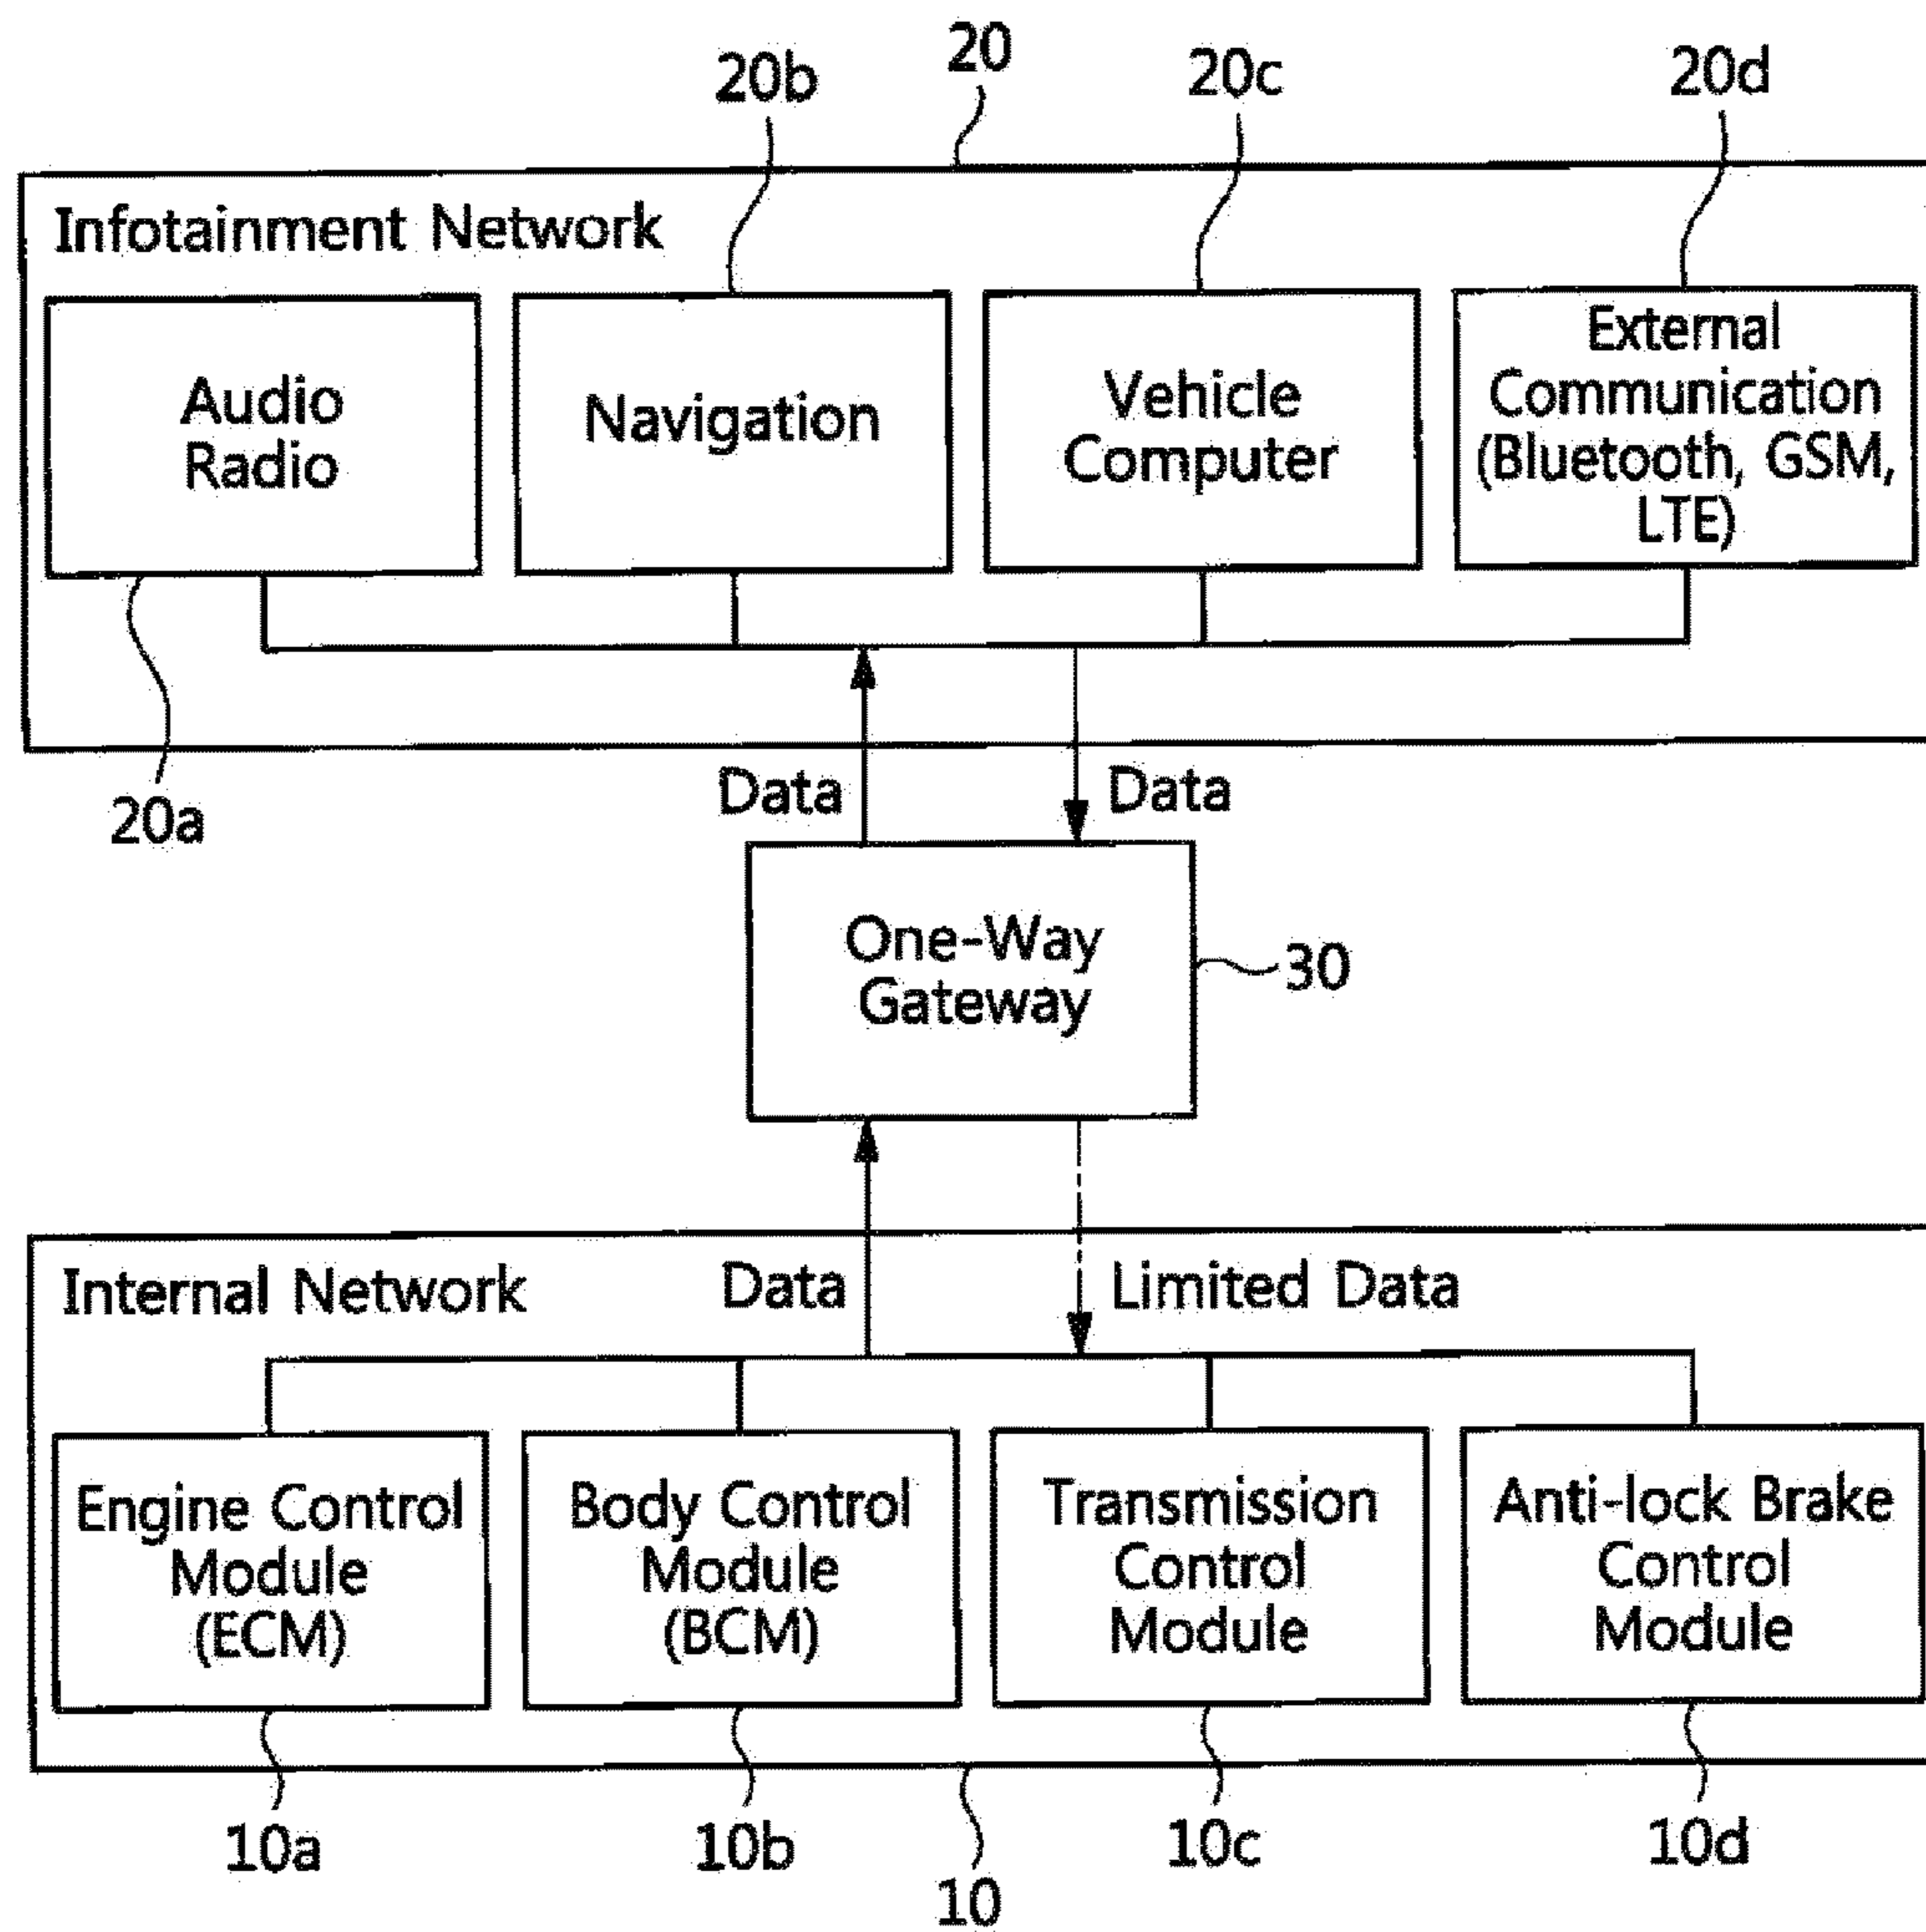 20
20b
20c
20d
Infotainment Network
Audio
Radio
Navigation
Vehicle
Computer
External
Communication
(Bluetooth, GSM,
LTE)
20a
Data
Data
One-Way
Gateway
30
Internal Network
Data
Limited Data
Engine Control
Module
(ECM)
Body Control
Module
(BCM)
Transmission
Control
Module
Anti-lock Brake
Control
Module
10a
10b
10c
10d
10